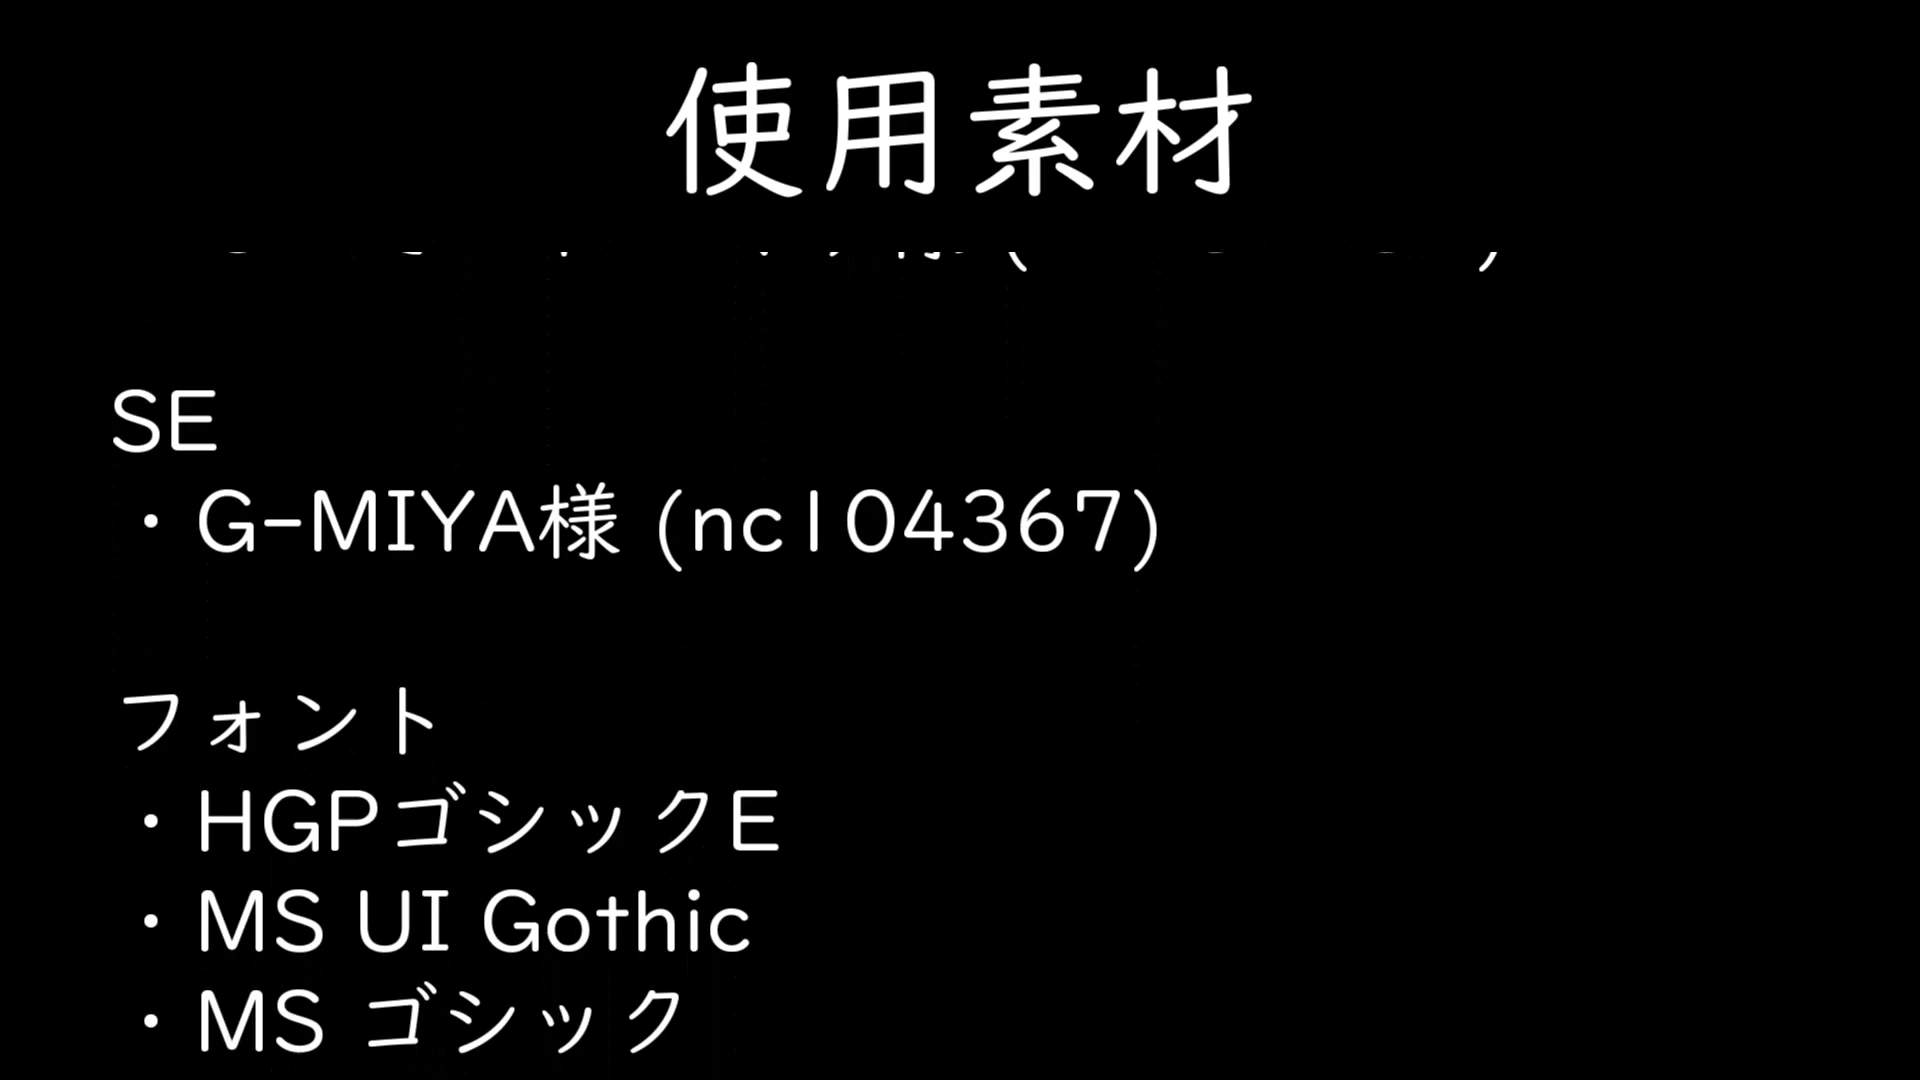 使用素材
SE
・G-MIYA様 (nc104367)
フォント
・HGPゴシックE
・MS UI Gothic
・MS ゴシック